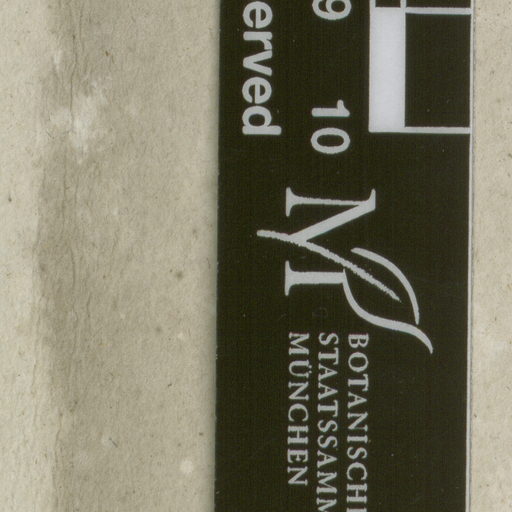 9 10
erved
M
BOTANISCH
STAATSSAMM
MÜNCHEN